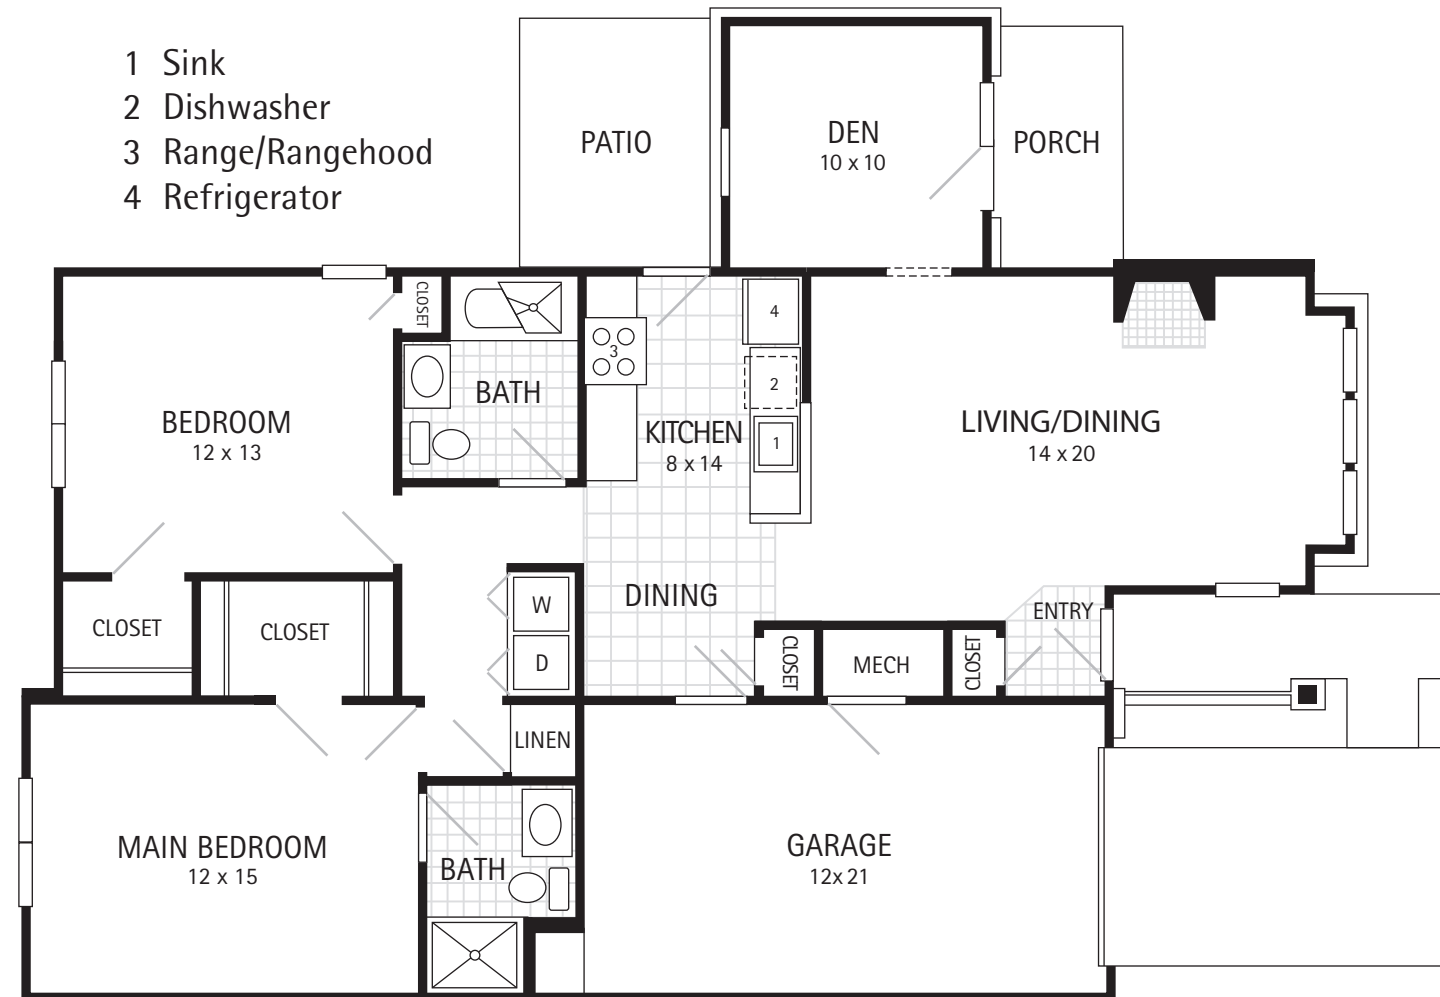 1 Sink
2 Dishwasher
3 Range/Rangehood
4 Refrigerator
PATIO
DEN
10 x 10
PORCH
CLOSET
4
3
2
1
BATH
BEDROOM
12 x 13
KITCHEN
8 x 14
LIVING/DINING
14 x 20
W
D
DINING
ENTRY
CLOSET
CLOSET
CLOSET
MECH
CLOSET
LINEN
MAIN BEDROOM
12 x 15
BATH
GARAGE
12x 21